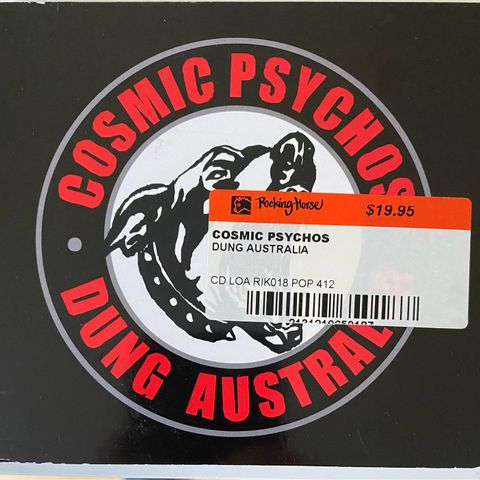 COSMIC PSYCHOS
Rocking Horse
$19.95
COSMIC PSYCHOS
DUNG AUSTRALIA
CD LOA RIK018 POP 412
DUNG AUSTRAL